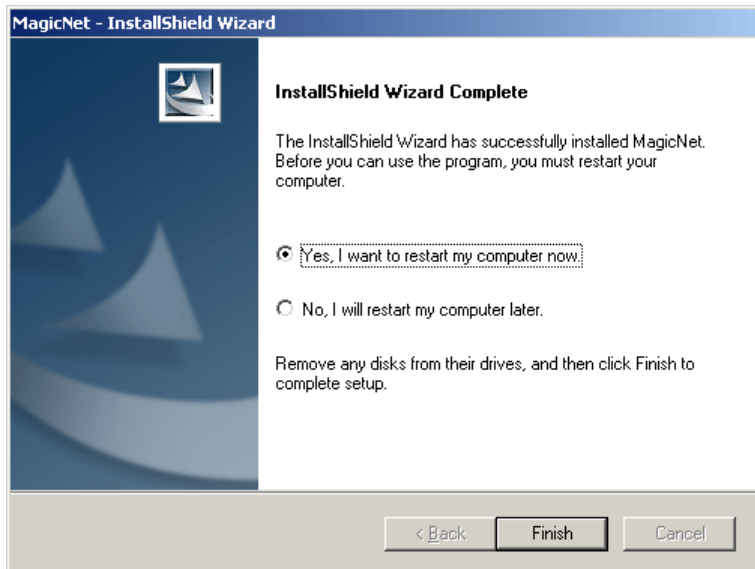 MagicNet - InstallShield Wizard
InstallShield Wizard Complete
The InstallShield Wizard has successfully installed MagicNet.
Before you can use the program, you must restart your
computer.
Yes, I want to restart my computer now.
No, I will restart my computer later.
Remove any disks from their drives, and then click Finish to
complete setup.
< Back
Finish
Cancel